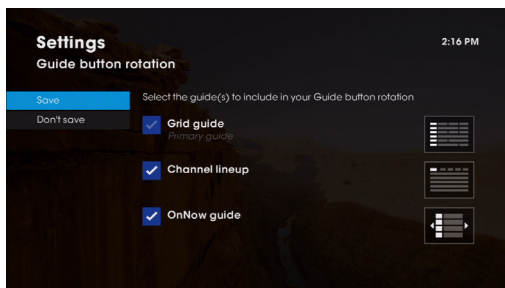 Settings
2:16 PM
Guide button rotation
Save
Select the guide(s) to include in your Guide button rotation
Don't save
Grid guide
Primary guide
Channel lineup
OnNow guide